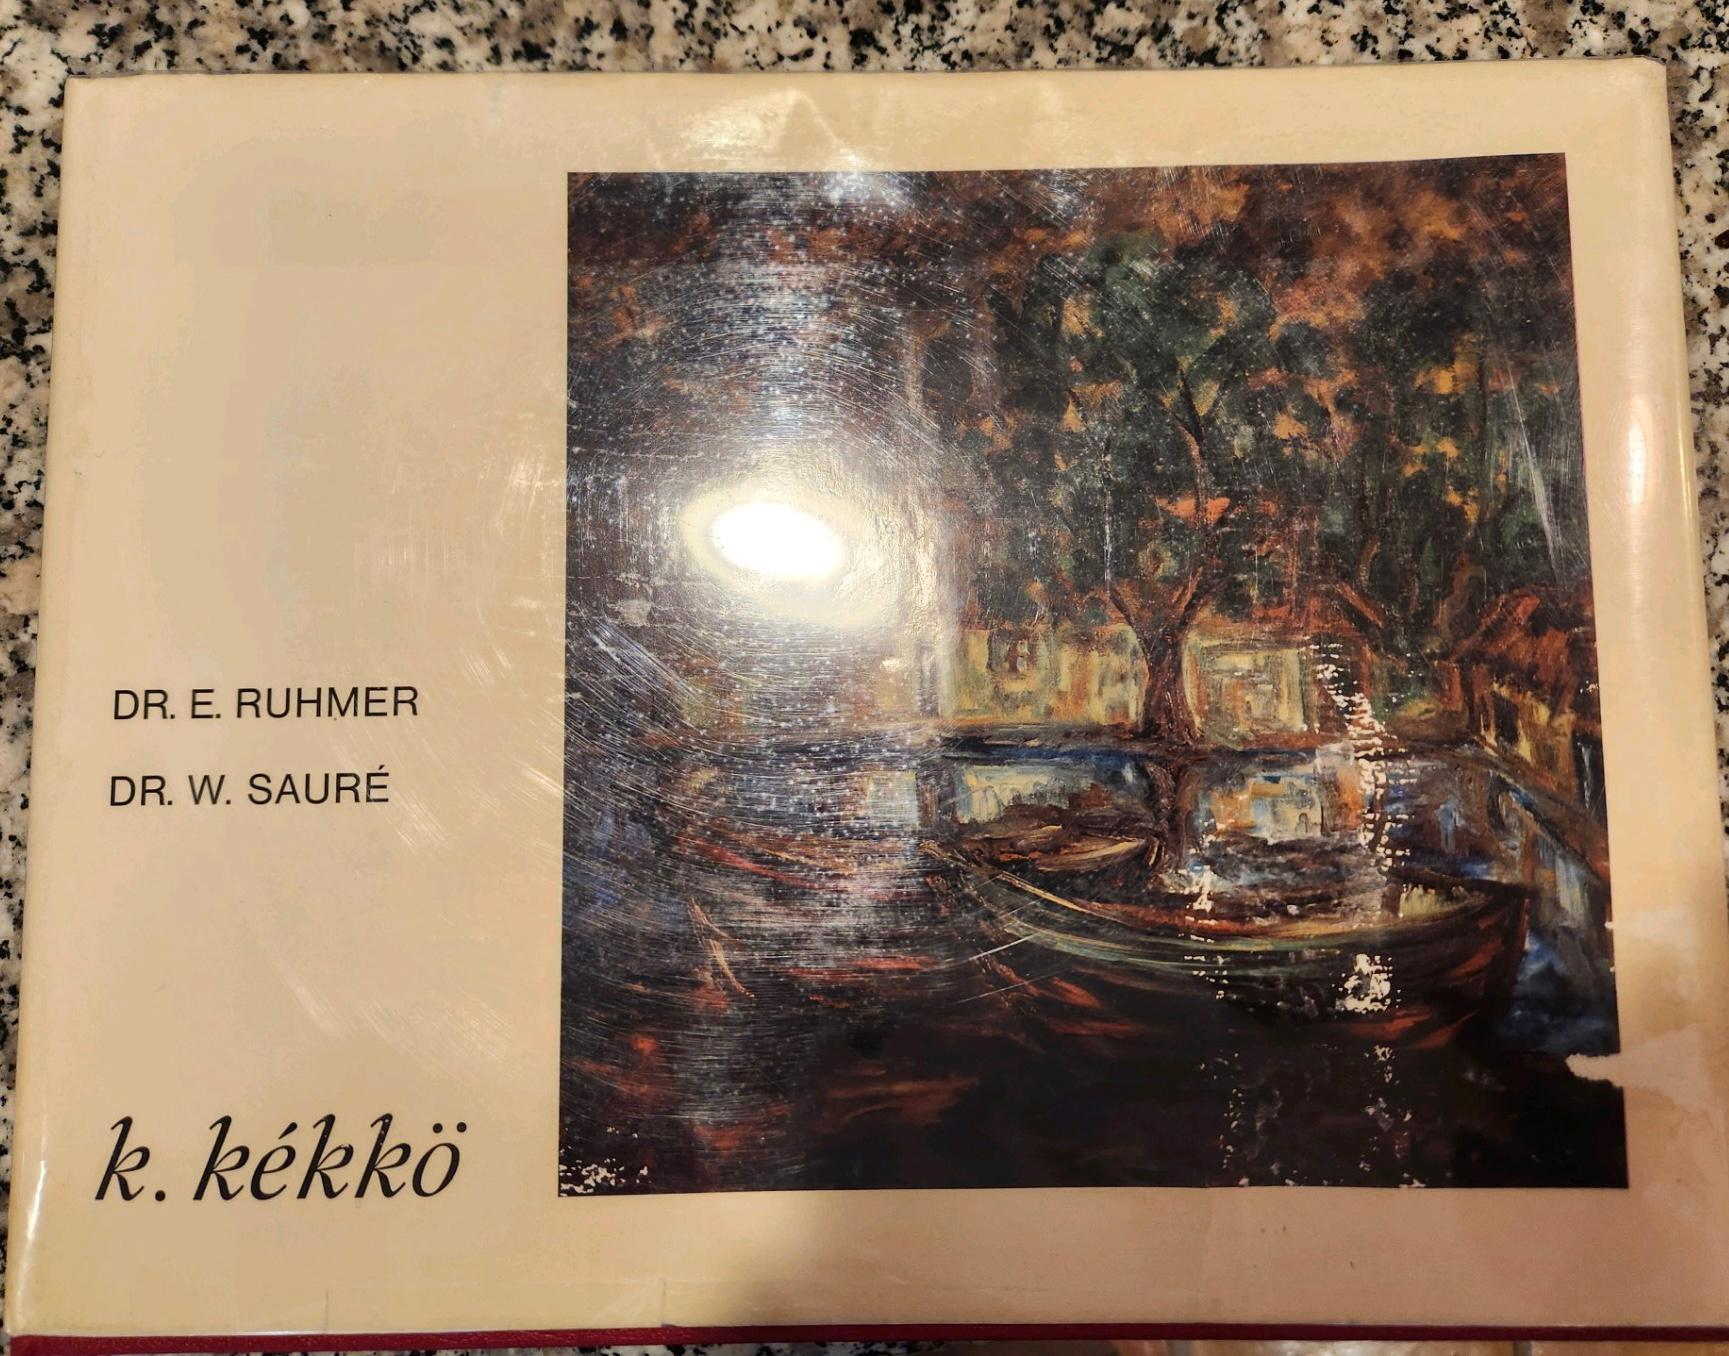 DR. E. RUHMER
DR. W. SAURÉ
k. kékkö